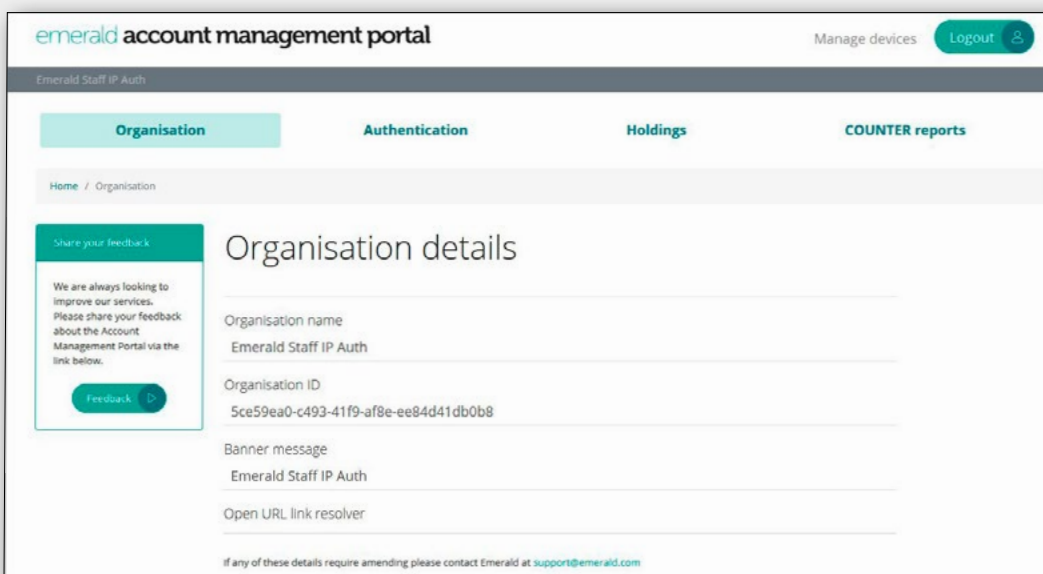 emerald account management portal
Manage devices
Logout
Emerald Staff IP Auth
Organisation
Authentication
Holdings
COUNTER reports
Home / Organisation
Share your feedback
We are always looking to
improve our services.
Please share your feedback
about the Account
Management Portal via the
link below.
Feedback
Organisation details
Organisation name
Emerald Staff IP Auth
Organisation ID
5ce59ea0-c493-41f9-af8e-ee84d41db0b8
Banner message
Emerald Staff IP Auth
Open URL link resolver
If any of these details require amending please contact Emerald at support@emerald.com